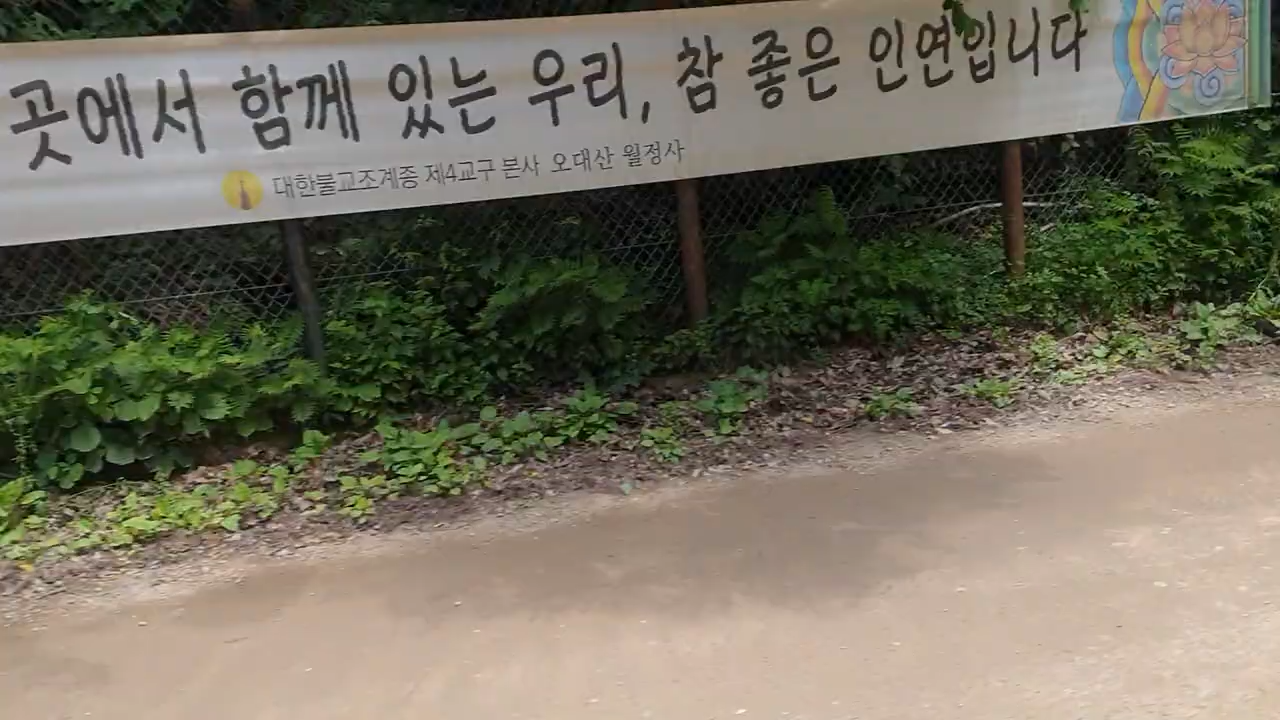 곳에서 함께 있는 우리, 참 좋은 인연입니다
대한불교조계종 제4교구 본사 오대산 월정사